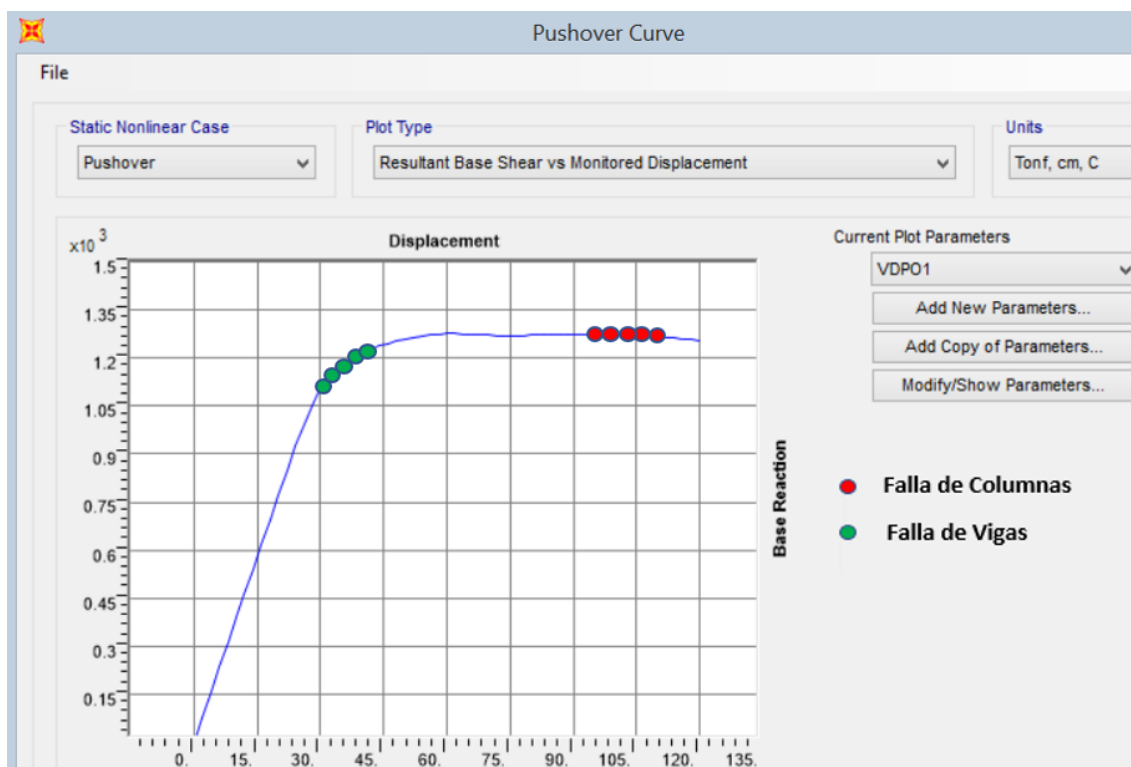 Pushover Curve
File
Static Nonlinear Case
Plot Type
Units
Pushover
Resultant Base Shear vs Monitored Displacement
Tonf, cm, C
x10 3
Displacement
Current Plot Parameters
VDPO1
Add New Parameters...
Add Copy of Parameters...
Modify/Show Parameters...
1.5
1.35
1.2
1.05
0.9
0.75
0.6
0.45
0.3
0.15
Base Reaction
Falla de Columnas
Falla de Vigas
0. 15. 30. 45. 60. 75. 90. 105. 120. 135.